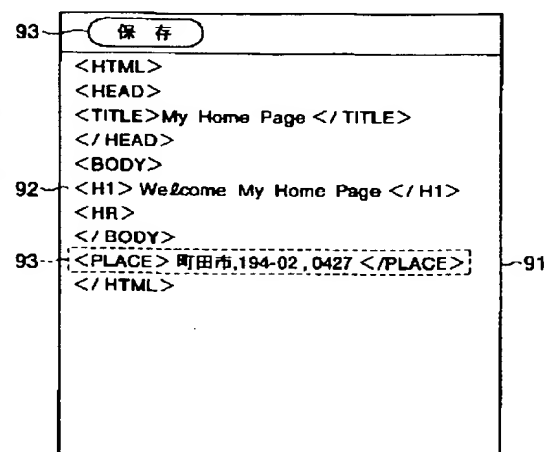 93 保存
<HTML>
<HEAD>
<TITLE>My Home Page </TITLE>
</HEAD>
<BODY>
92 <H1> Welcome My Home Page </H1>
<HR>
</BODY>
93 <PLACE> 町田市,194-02,0427 </PLACE> 91
</HTML>